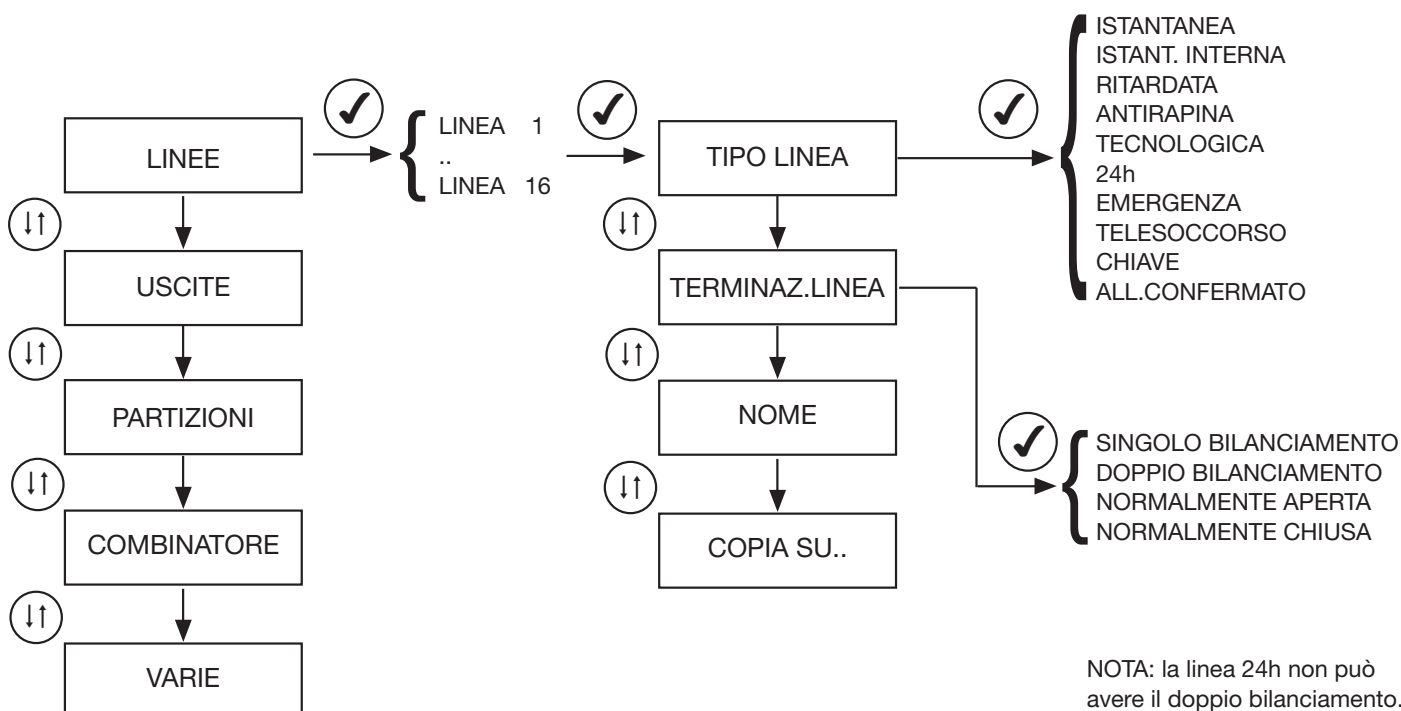 LINEE
USCITE
PARTIZIONI
COMBINATORE
VARIE
LINEA 1
..
LINEA 16
TIPO LINEA
TERMINAZ.LINEA
NOME
COPIA SU..
ISTANTANEA
ISTANT. INTERNA
RITARDATA
ANTIRAPINA
TECNOLOGICA
24h
EMERGENZA
TELESOCCORSO
CHIAVE
ALL.CONFERMATO
SINGOLO BILANCIAMENTO
DOPPIO BILANCIAMENTO
NORMALMENTE APERTA
NORMALMENTE CHIUSA
NOTA: la linea 24h non può
avere il doppio bilanciamento.